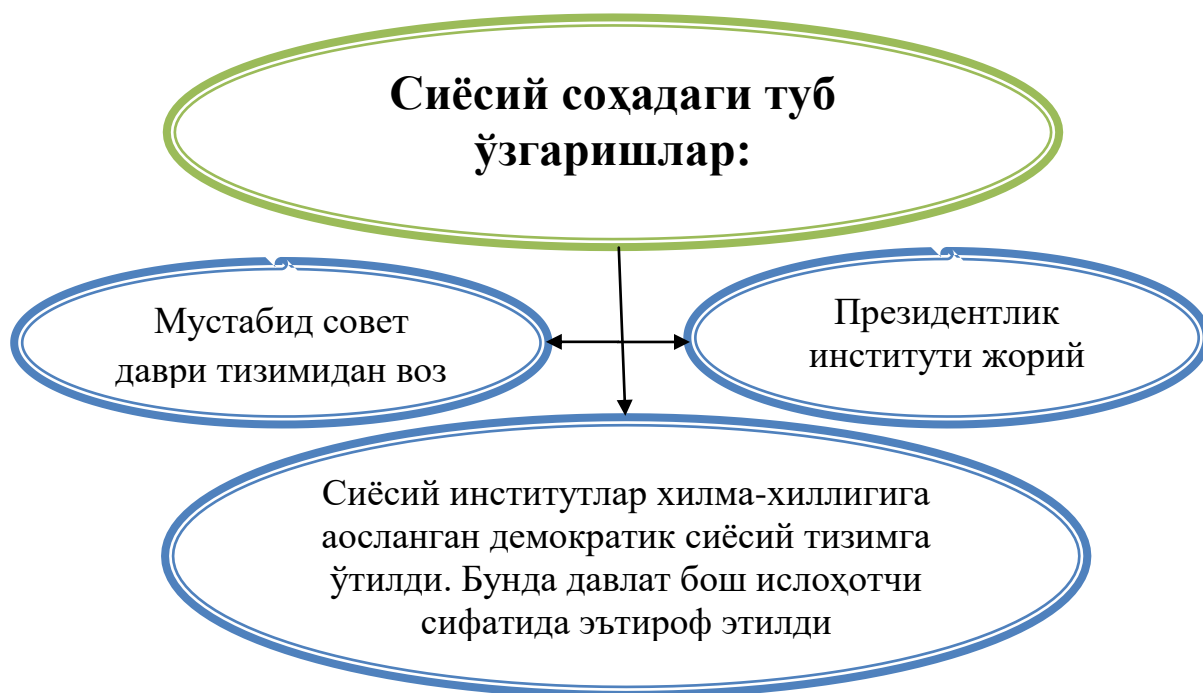 Сиёсий соҳадаги туб
ўзгаришлар:
Мустабид совет
даври тизимидан воз
Президентлик
институти жорий
Сиёсий институтлар хилма-хиллигига
аосланган демократик сиёсий тизимга
ўтилди. Бунда давлат бош ислоҳотчи
сифатида эътироф этилди